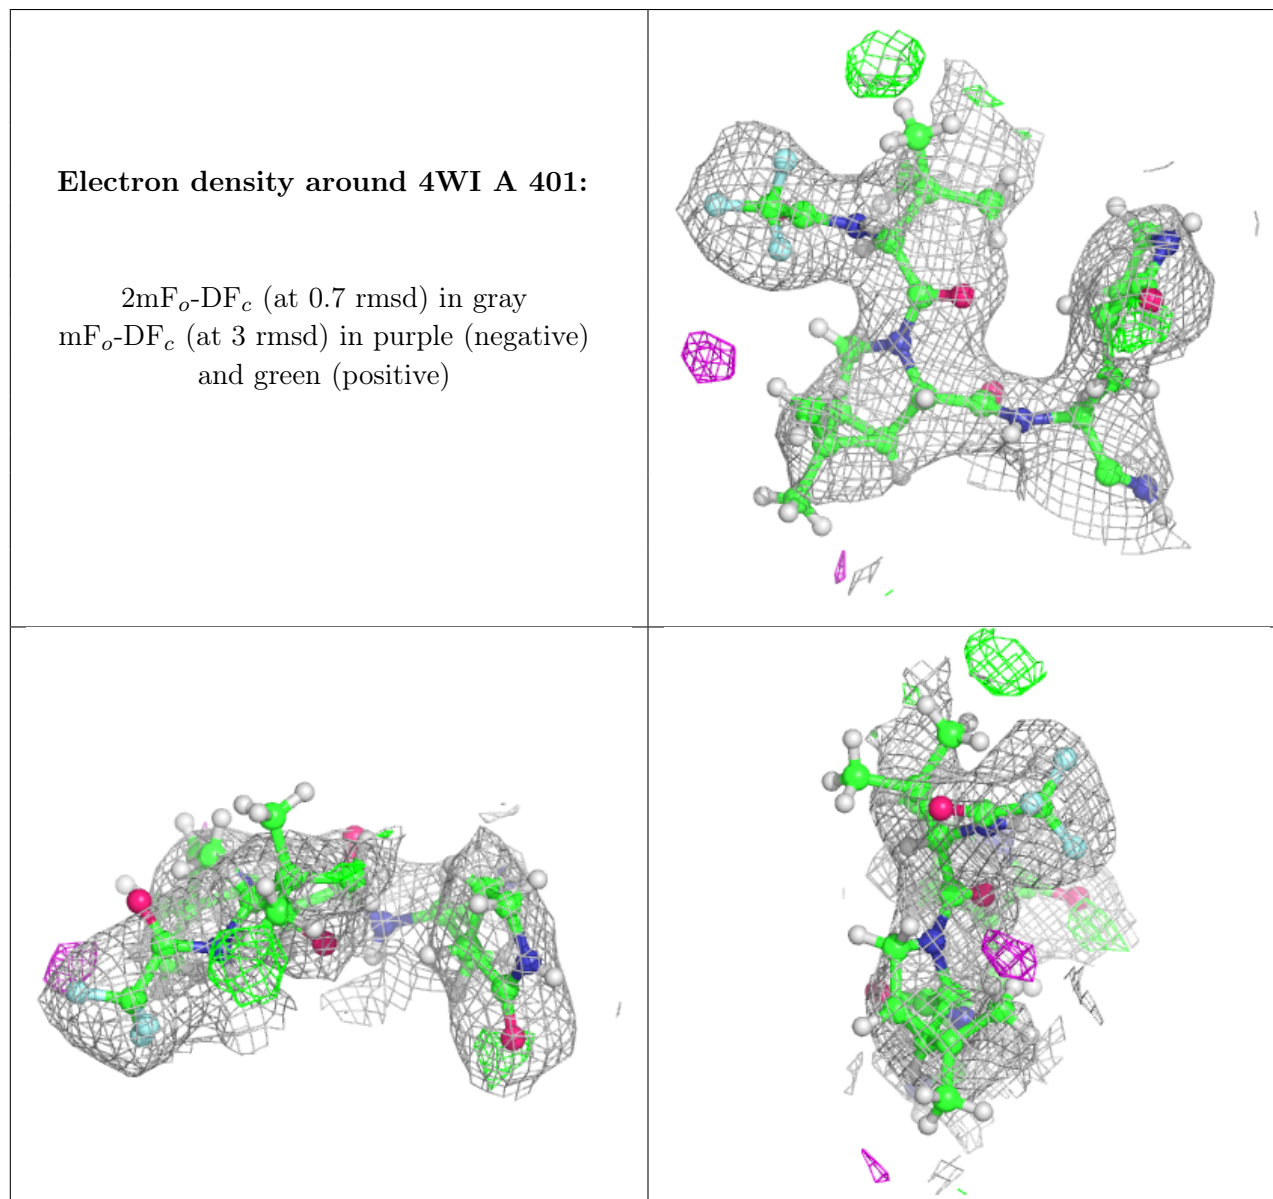 Electron density around 4WI A 401:
2mFo-DFc (at 0.7 rmsd) in gray
mFo-DFc (at 3 rmsd) in purple (negative)
and green (positive)